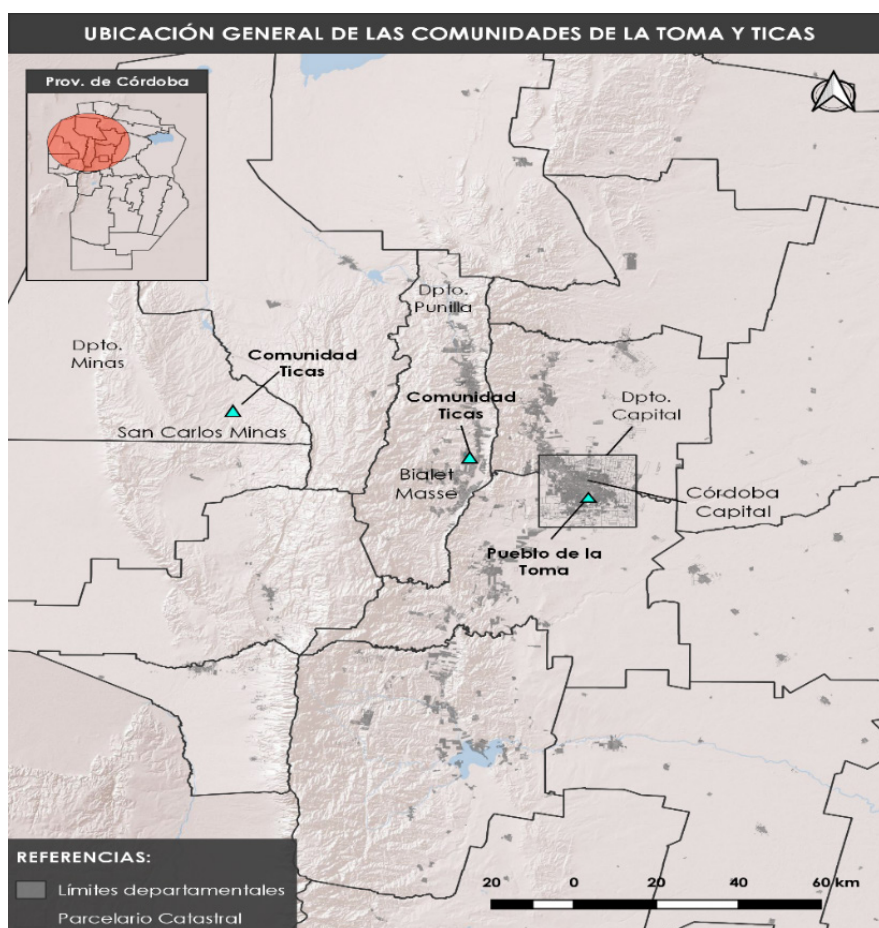 UBICACIÓN GENERAL DE LAS COMUNIDADES DE LA TOMA Y TICAS
Prov. de Córdoba
Dpto.
Punilla
Dpto.
Minas
Comunidad
Ticas
San Carlos Minas
Comunidad
Ticas
Bialet
Masse
Dpto.
Capital
Córdoba
Capital
Pueblo de la
Toma
REFERENCIAS:
Límites departamentales
Parcelario Catastral
20 0 20 40 60 km